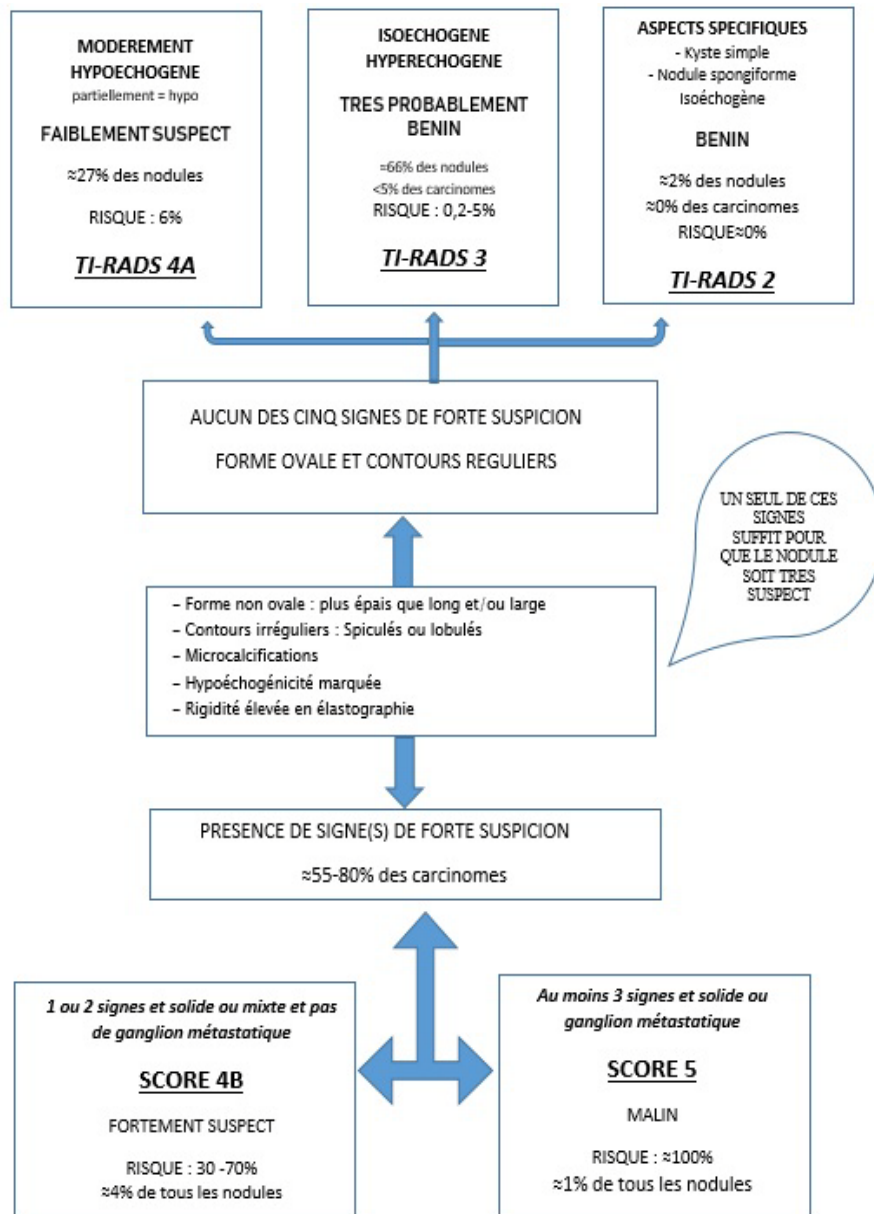 MODEREMENT
HYPOECHOGENE
partiellement = hypo
FAIBLEMENT SUSPECT
≈27% des nodules
RISQUE : 6%
TI-RADS 4A
ISOECHOGENE
HYPERECHOGENE
TRES PROBABLEMENT
BENIN
=66% des nodules
<5% des carcinomes
RISQUE : 0,2-5%
TI-RADS 3
ASPECTS SPECIFIQUES
- Kyste simple
- Nodule spongiforme
Isoéchogène
BENIN
≈2% des nodules
≈0% des carcinomes
RISQUE≈0%
TI-RADS 2
AUCUN DES CINQ SIGNES DE FORTE SUSPICION
FORME OVALE ET CONTOURS REGULIERS
UN SEUL DE CES
SIGNES
SUFFIT POUR
QUE LE NODULE
SOIT TRES
SUSPECT
– Forme non ovale : plus épais que long et/ou large
– Contours irréguliers : Spiculés ou lobulés
– Microcalcifications
– Hypoéchogénicité marquée
– Rigidité élevée en élastographie
PRESENCE DE SIGNE(S) DE FORTE SUSPICION
≈55-80% des carcinomes
1 ou 2 signes et solide ou mixte et pas
de ganglion métastatique
SCORE 4B
FORTEMENT SUSPECT
RISQUE : 30 -70%
≈4% de tous les nodules
Au moins 3 signes et solide ou
ganglion métastatique
SCORE 5
MALIN
RISQUE : ≈100%
≈1% de tous les nodules